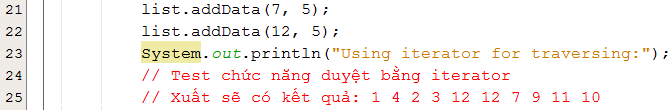 21 list.addData(7, 5);
22 list.addData(12, 5);
23 System.out.println("Using iterator for traversing:");
24 // Test chức năng duyệt bằng iterator
25 // Xuất sẽ có kết quả: 1 4 2 3 12 12 7 9 11 10